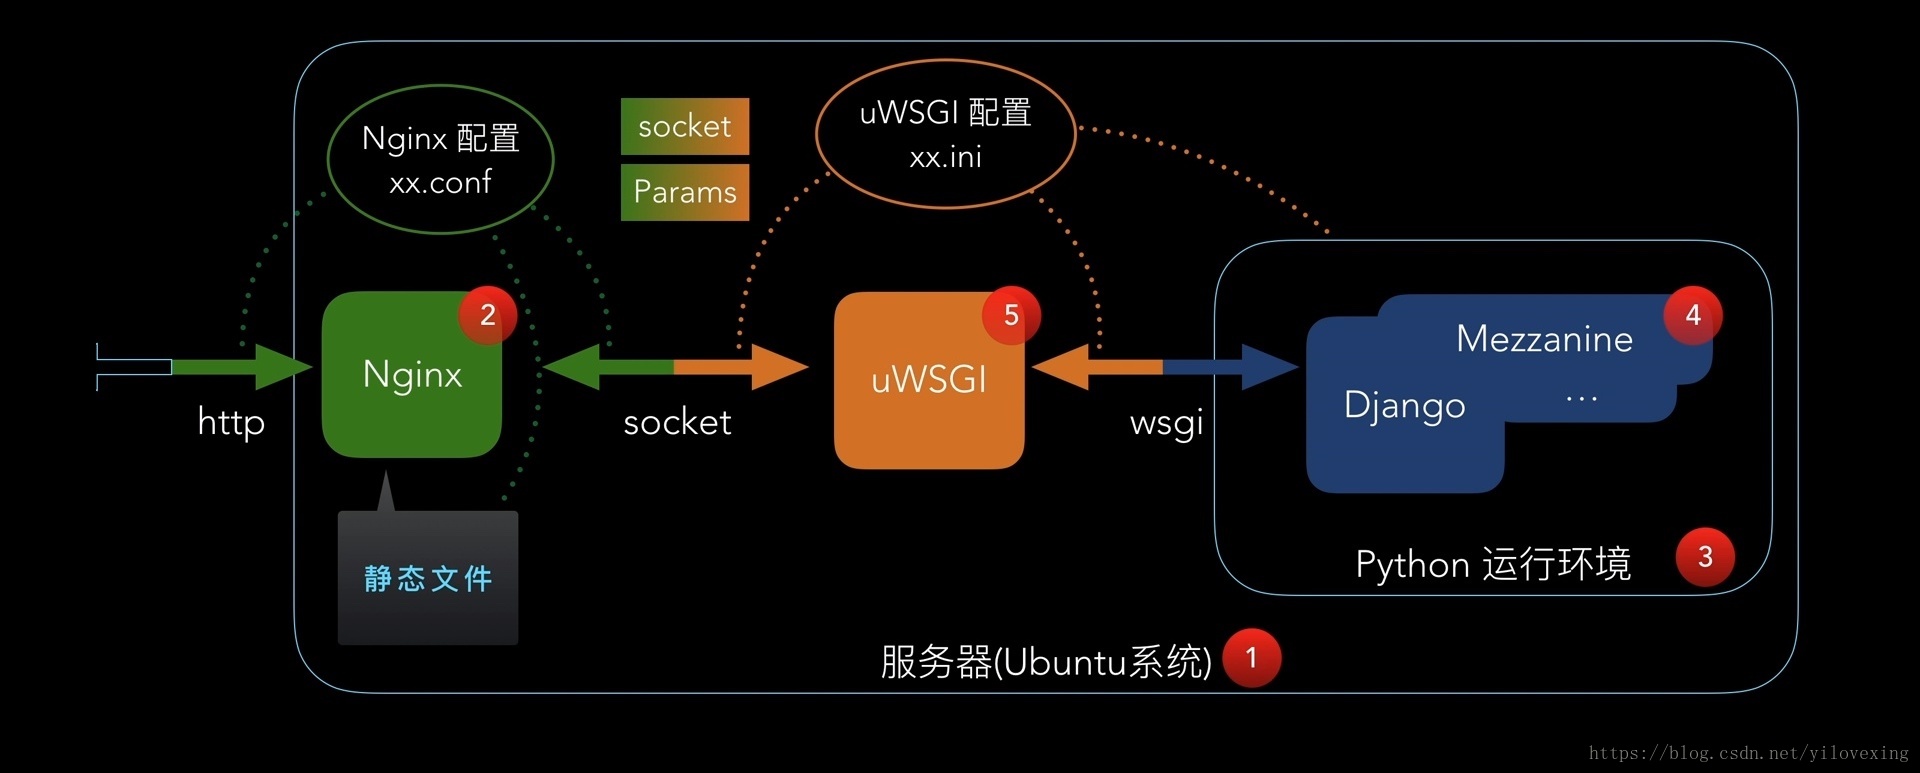 Nginx 配置
xx.conf
socket
Params
uWSGI 配置
xx.ini
http
Nginx
2
socket
uWSGI
5
wsgi
Mezzanine
4
...
Django
静态文件
Python 运行环境
3
服务器(Ubuntu系统)
1
https://blog.csdn.net/yilovexing